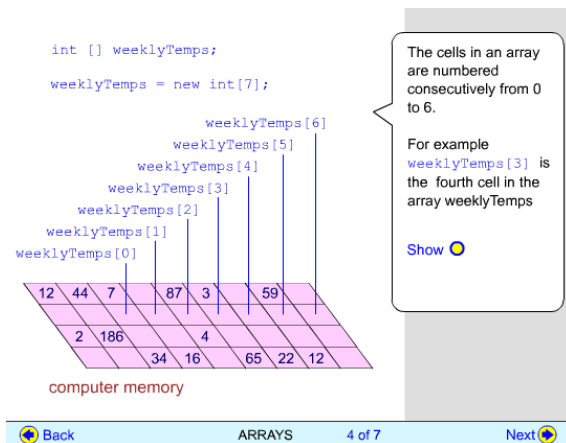 int [] weeklyTemps;
weeklyTemps = new int[7];
weeklyTemps[6]
weeklyTemps[5]
weeklyTemps[4]
weeklyTemps[3]
weeklyTemps[2]
weeklyTemps[1]
weeklyTemps[0]
12 44 7 87 3 59
2 186 4
34 16 65 22 12
computer memory
The cells in an array
are numbered
consecutively from 0
to 6.
For example
weeklyTemps[3] is
the fourth cell in the
array weeklyTemps
Show
Back ARRAYS 4 of 7 Next